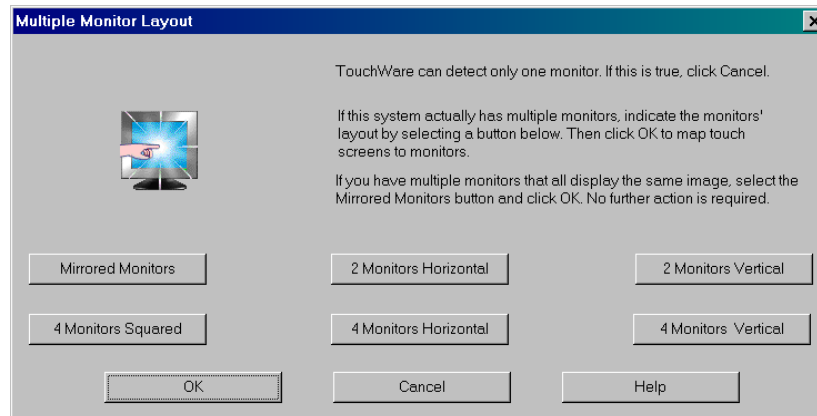 Multiple Monitor Layout
TouchWare can detect only one monitor. If this is true, click Cancel.
If this system actually has multiple monitors, indicate the monitors'
layout by selecting a button below. Then click OK to map touch
screens to monitors.
If you have multiple monitors that all display the same image, select the
Mirrored Monitors button and click OK. No further action is required.
Mirrored Monitors
2 Monitors Horizontal
2 Monitors Vertical
4 Monitors Squared
4 Monitors Horizontal
4 Monitors Vertical
OK
Cancel
Help